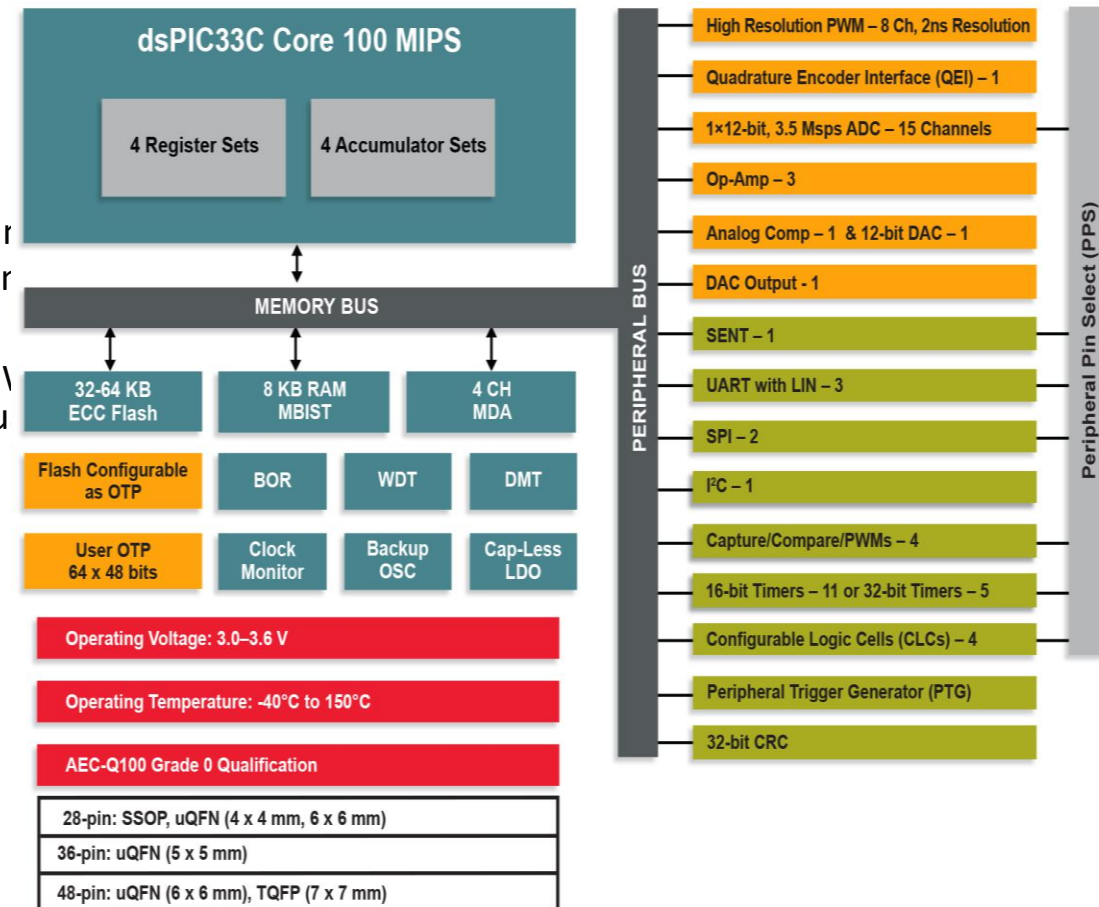 dsPIC33C Core 100 MIPS
4 Register Sets
4 Accumulator Sets
MEMORY BUS
32-64 KB
ECC Flash
8 KB RAM
MBIST
4 CH
MDA
Flash Configurable
as OTP
BOR
WDT
DMT
User OTP
64 x 48 bits
Clock
Monitor
Backup
OSC
Cap-Less
LDO
Operating Voltage: 3.0–3.6 V
Operating Temperature: -40°C to 150°C
AEC-Q100 Grade 0 Qualification
28-pin: SSOP, uQFN (4 x 4 mm, 6 x 6 mm)
36-pin: uQFN (5 x 5 mm)
48-pin: uQFN (6 x 6 mm), TQFP (7 x 7 mm)
PERIPHERAL BUS
High Resolution PWM – 8 Ch, 2ns Resolution
Quadrature Encoder Interface (QEI) – 1
1×12-bit, 3.5 Msps ADC – 15 Channels
Op-Amp – 3
Analog Comp – 1 & 12-bit DAC – 1
DAC Output - 1
SENT – 1
UART with LIN – 3
SPI – 2
I²C – 1
Capture/Compare/PWMs – 4
16-bit Timers – 11 or 32-bit Timers – 5
Configurable Logic Cells (CLCs) – 4
Peripheral Trigger Generator (PTG)
32-bit CRC
Peripheral Pin Select (PPS)